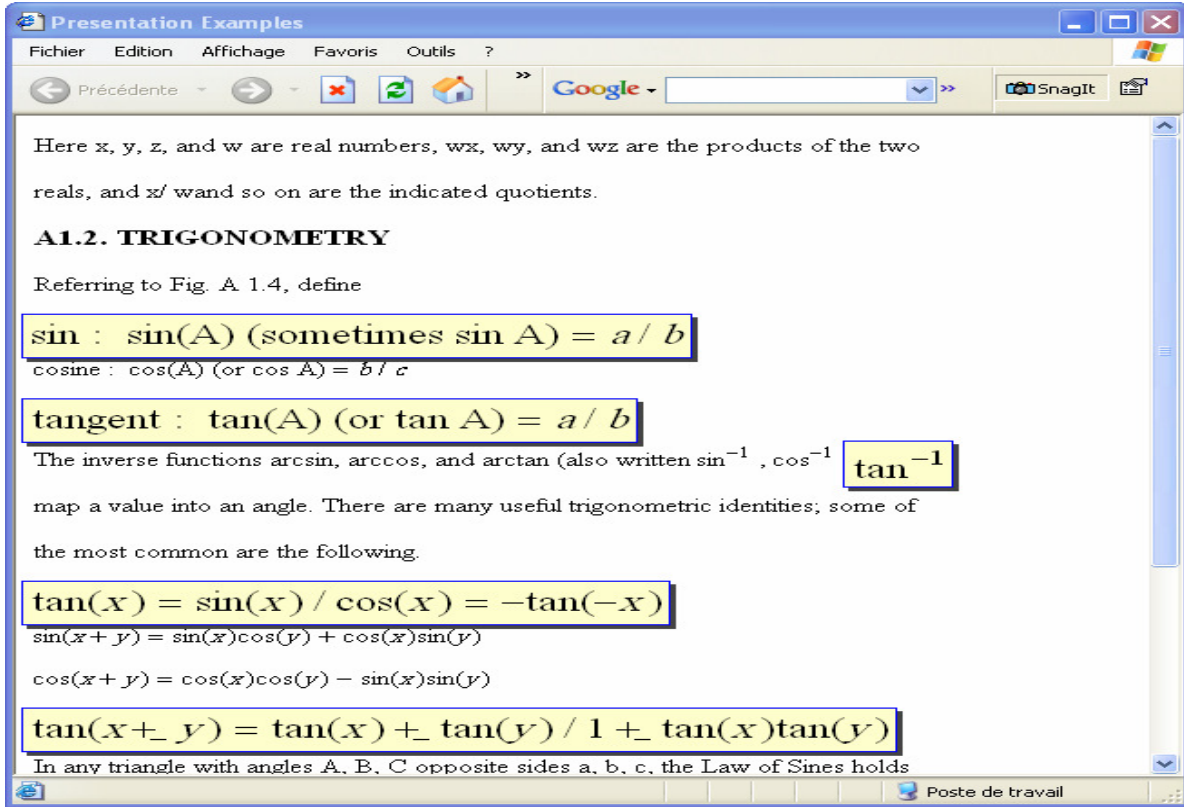 Presentation Examples
Fichier Edition Affichage Favoris Outils ?
Précédente » Google » SnagIt
Here x, y, z, and w are real numbers, wx, wy, and wz are the products of the two
reals, and x/ wand so on are the indicated quotients.
A1.2. TRIGONOMETRY
Referring to Fig. A 1.4, define
sin : sin(A) (sometimes sin A) = a / b
cosine : cos(A) (or cos A) = b / c
tangent : tan(A) (or tan A) = a / b
The inverse functions arcsin, arccos, and arctan (also written sin⁻¹ , cos⁻¹ tan⁻¹
map a value into an angle. There are many useful trigonometric identities; some of
the most common are the following.
tan(x) = sin(x) / cos(x) = −tan(−x)
sin(x+ y) = sin(x)cos(y) + cos(x)sin(y)
cos(x+ y) = cos(x)cos(y) − sin(x)sin(y)
tan(x+_ y) = tan(x) +_ tan(y) / 1 +_ tan(x)tan(y)
In any triangle with angles A, B, C opposite sides a, b, c, the Law of Sines holds
Poste de travail